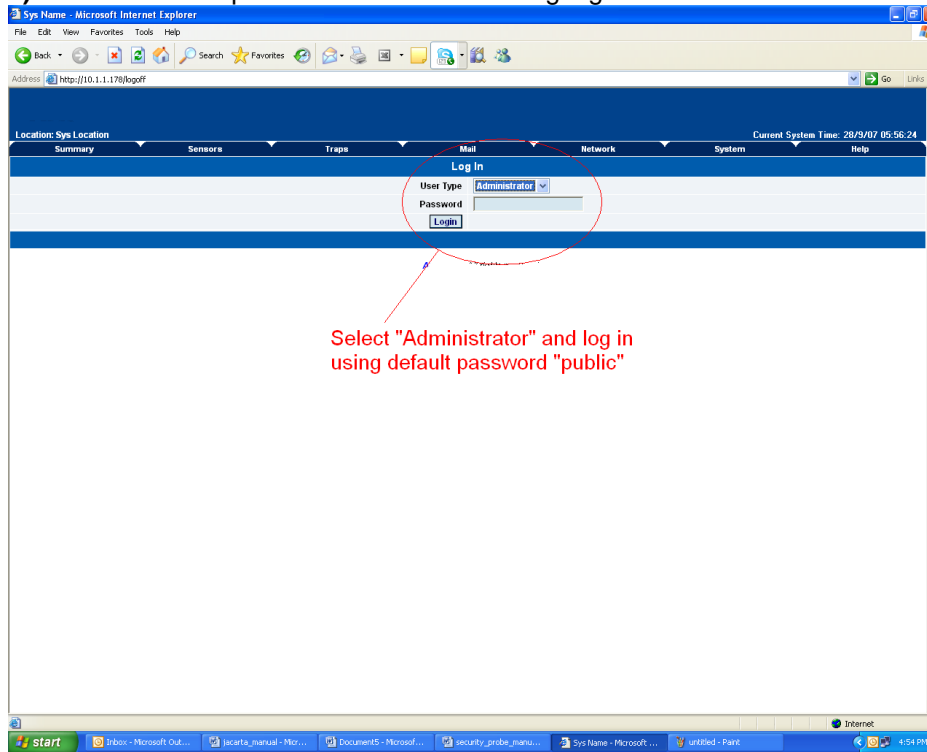 Sys Name - Microsoft Internet Explorer
File Edit View Favorites Tools Help
Back Search Favorites
Address http://10.1.1.178/logoff Go Links
Location: Sys Location Current System Time: 28/9/07 05:56:24
Summary Sensors Traps Mail Network System Help
Log In
User Type Administrator
Password
Login
Select "Administrator" and log in
using default password "public"
Internet
start Inbox - Microsoft Out... jacarta_manual - Micr... Document5 - Microsof... security_probe_manu... Sys Name - Microsoft ... untitled - Paint 4:54 PM